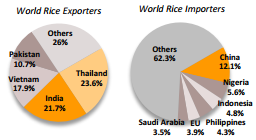 World Rice Exporters
Others
26%
Pakistan
10.7%
Thailand
23.6%
Vietnam
17.9%
India
21.7%
World Rice Importers
Others
62.3%
China
12.1%
Nigeria
5.6%
Indonesia
4.8%
Philippines
4.3%
EU
3.9%
Saudi Arabia
3.5%